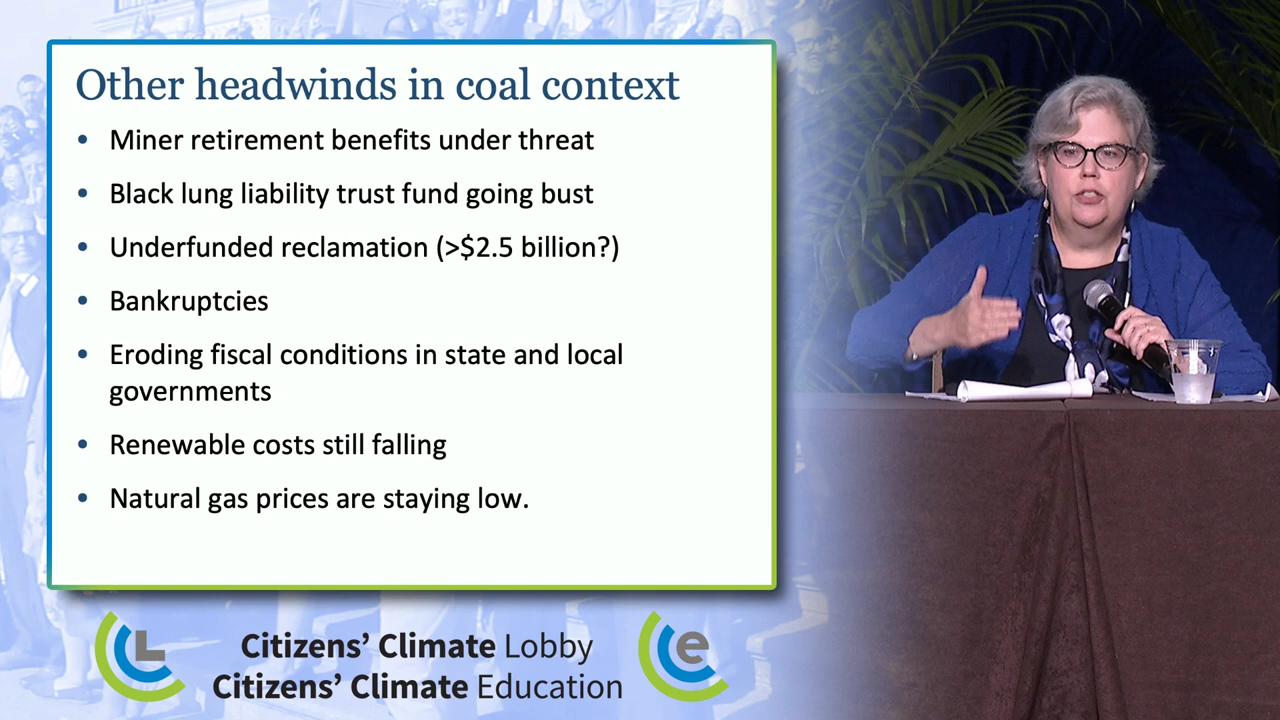 Other headwinds in coal context
• Miner retirement benefits under threat
• Black lung liability trust fund going bust
• Underfunded reclamation (>$2.5 billion?)
• Bankruptcies
• Eroding fiscal conditions in state and local
governments
• Renewable costs still falling
• Natural gas prices are staying low.
L
Citizens’ Climate Lobby
Citizens’ Climate Education
e